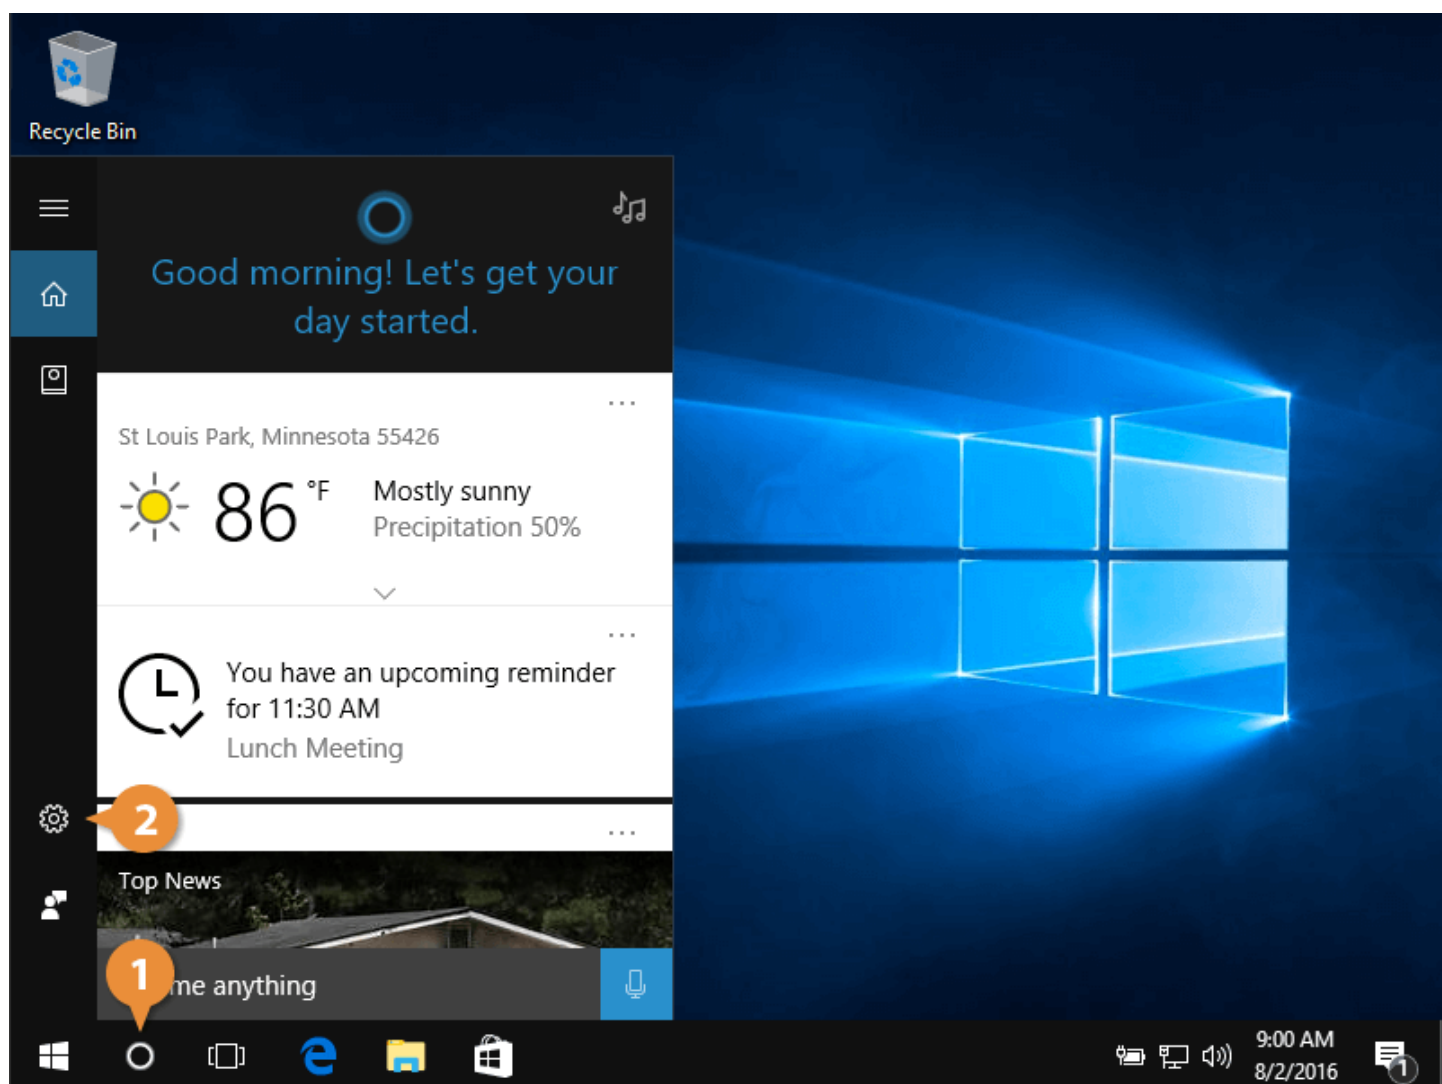 Recycle Bin
Good morning! Let's get your
day started.
St Louis Park, Minnesota 55426
86 °F
Mostly sunny
Precipitation 50%
You have an upcoming reminder
for 11:30 AM
Lunch Meeting
2
Top News
1
me anything
9:00 AM
8/2/2016
1